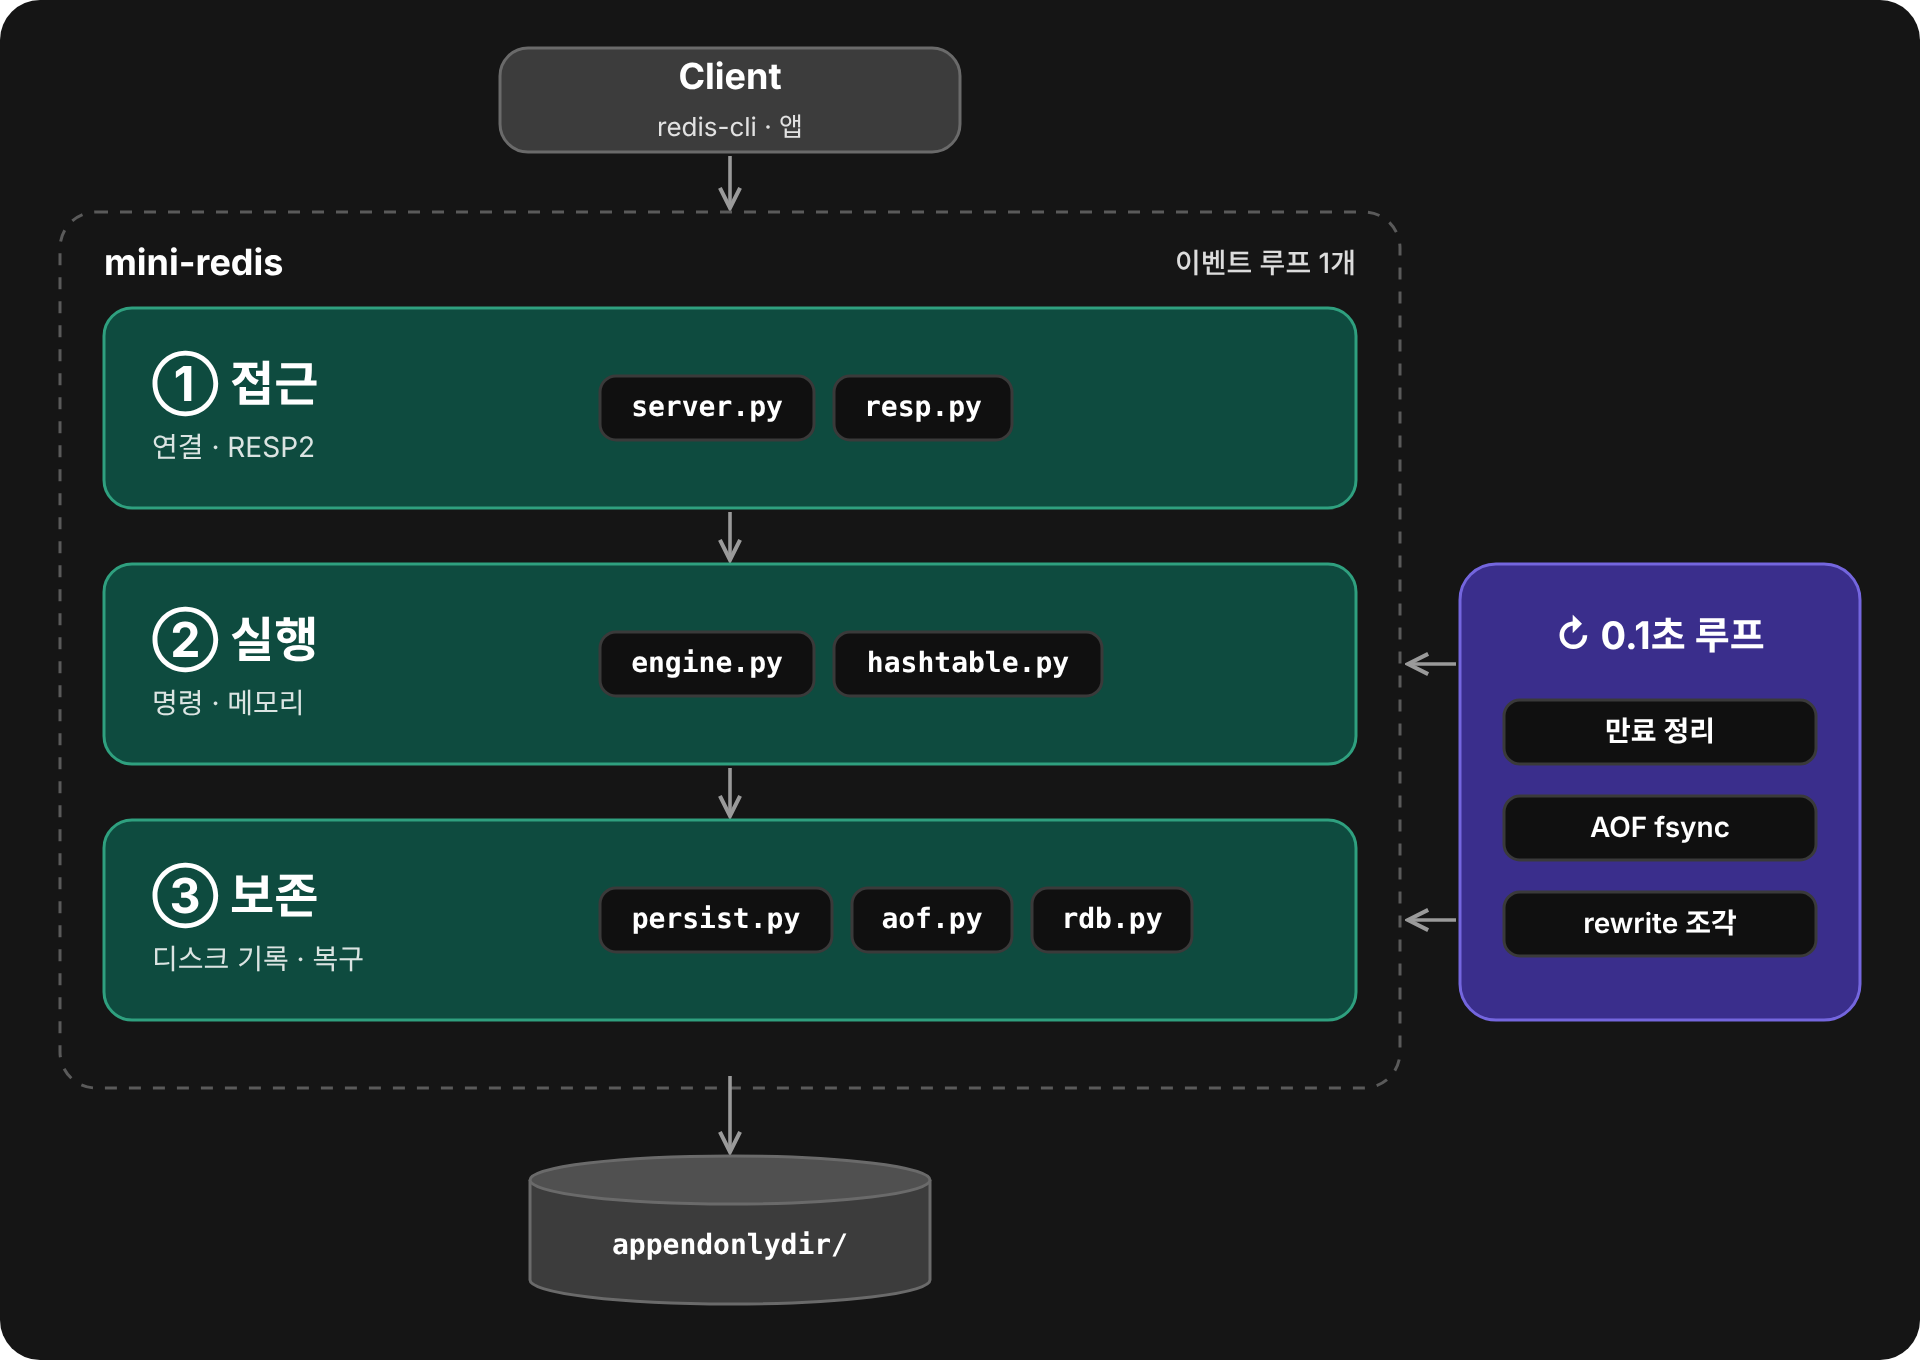 Client
redis-cli · 앱
mini-redis
이벤트 루프 1개
① 접근
연결 · RESP2
server.py
resp.py
② 실행
명령 · 메모리
engine.py
hashtable.py
③ 보존
디스크 기록 · 복구
persist.py
aof.py
rdb.py
↻ 0.1초 루프
만료 정리
AOF fsync
rewrite 조각
appendonlydir/